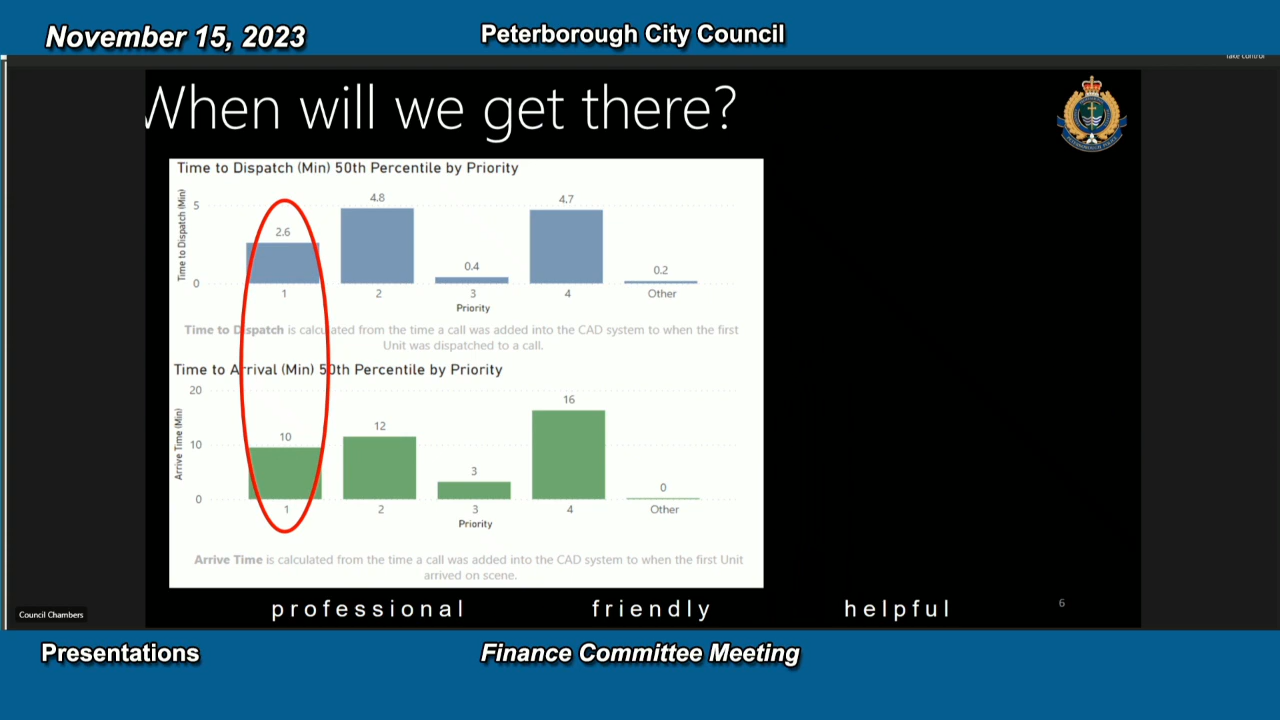 November 15, 2023
Peterborough City Council
Take Control
When will we get there?
Time to Dispatch (Min) 50th Percentile by Priority
Time to Dispatch (Min)
5
0
2.6
4.8
0.4
4.7
0.2
1
2
3
4
Other
Priority
Time to Dispatch is calculated from the time a call was added into the CAD system to when the first
Unit was dispatched to a call.
Time to Arrival (Min) 50th Percentile by Priority
Arrive Time (Min)
20
10
0
10
12
3
16
0
1
2
3
4
Other
Priority
Arrive Time is calculated from the time a call was added into the CAD system to when the first Unit
arrived on scene.
professional friendly helpful
6
Council Chambers
Presentations
Finance Committee Meeting